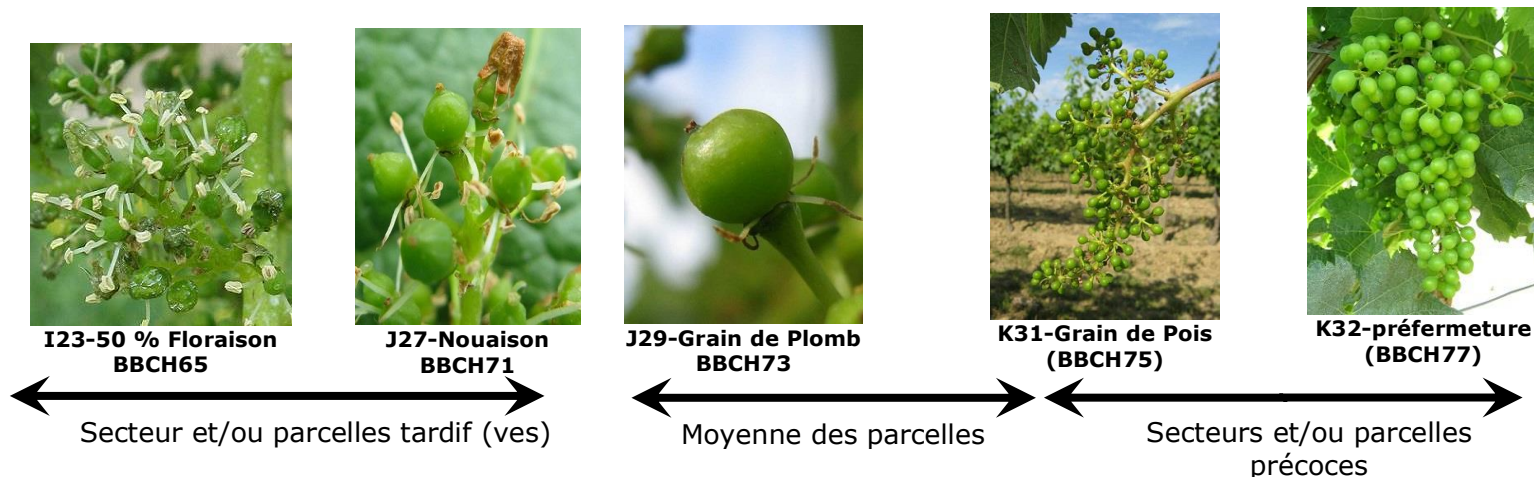 I23-50 % Floraison
BBCH65
J27-Nouaison
BBCH71
J29-Grain de Plomb
BBCH73
K31-Grain de Pois
(BBCH75)
K32-préfermeture
(BBCH77)
Secteur et/ou parcelles tardif (ves)
Moyenne des parcelles
Secteurs et/ou parcelles
précoces